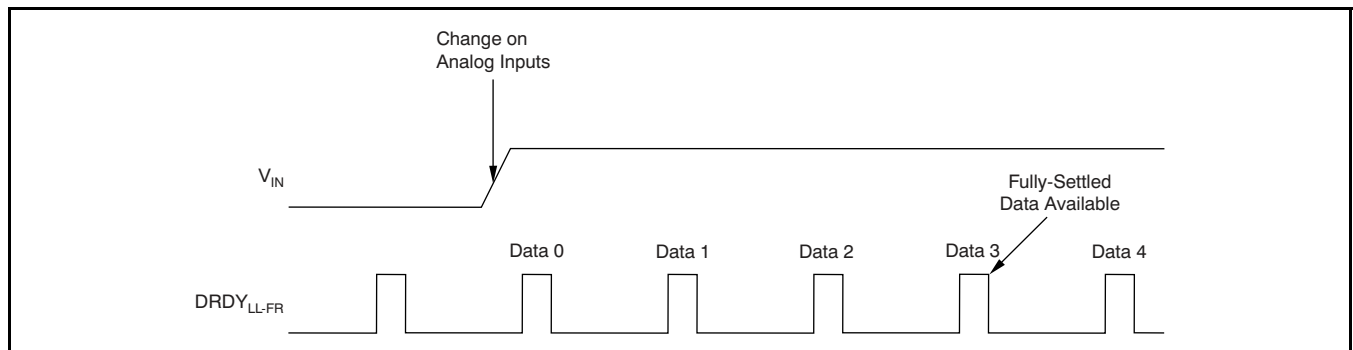 Change on
Analog Inputs
V_IN
Fully-Settled
Data Available
Data 0
Data 1
Data 2
Data 3
Data 4
DRDY_LL-FR